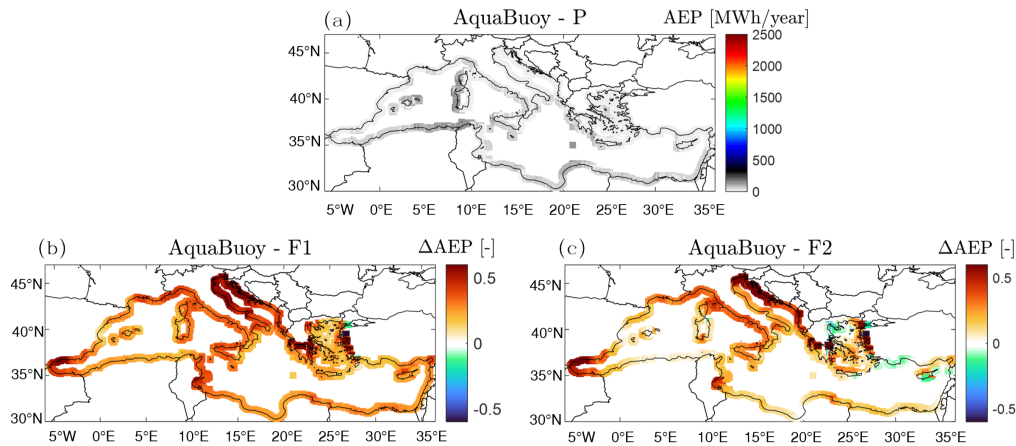 (a) AquaBuoy - P AEP [MWh/year]
45°N
40°N
35°N
30°N
5°W 0°E 5°E 10°E 15°E 20°E 25°E 30°E 35°E
2500
2000
1500
1000
500
0
(b) AquaBuoy - F1 ΔAEP [-]
45°N
40°N
35°N
30°N
5°W 0°E 5°E 10°E 15°E 20°E 25°E 30°E 35°E
0.5
0
-0.5
(c) AquaBuoy - F2 ΔAEP [-]
45°N
40°N
35°N
30°N
5°W 0°E 5°E 10°E 15°E 20°E 25°E 30°E 35°E
0.5
0
-0.5